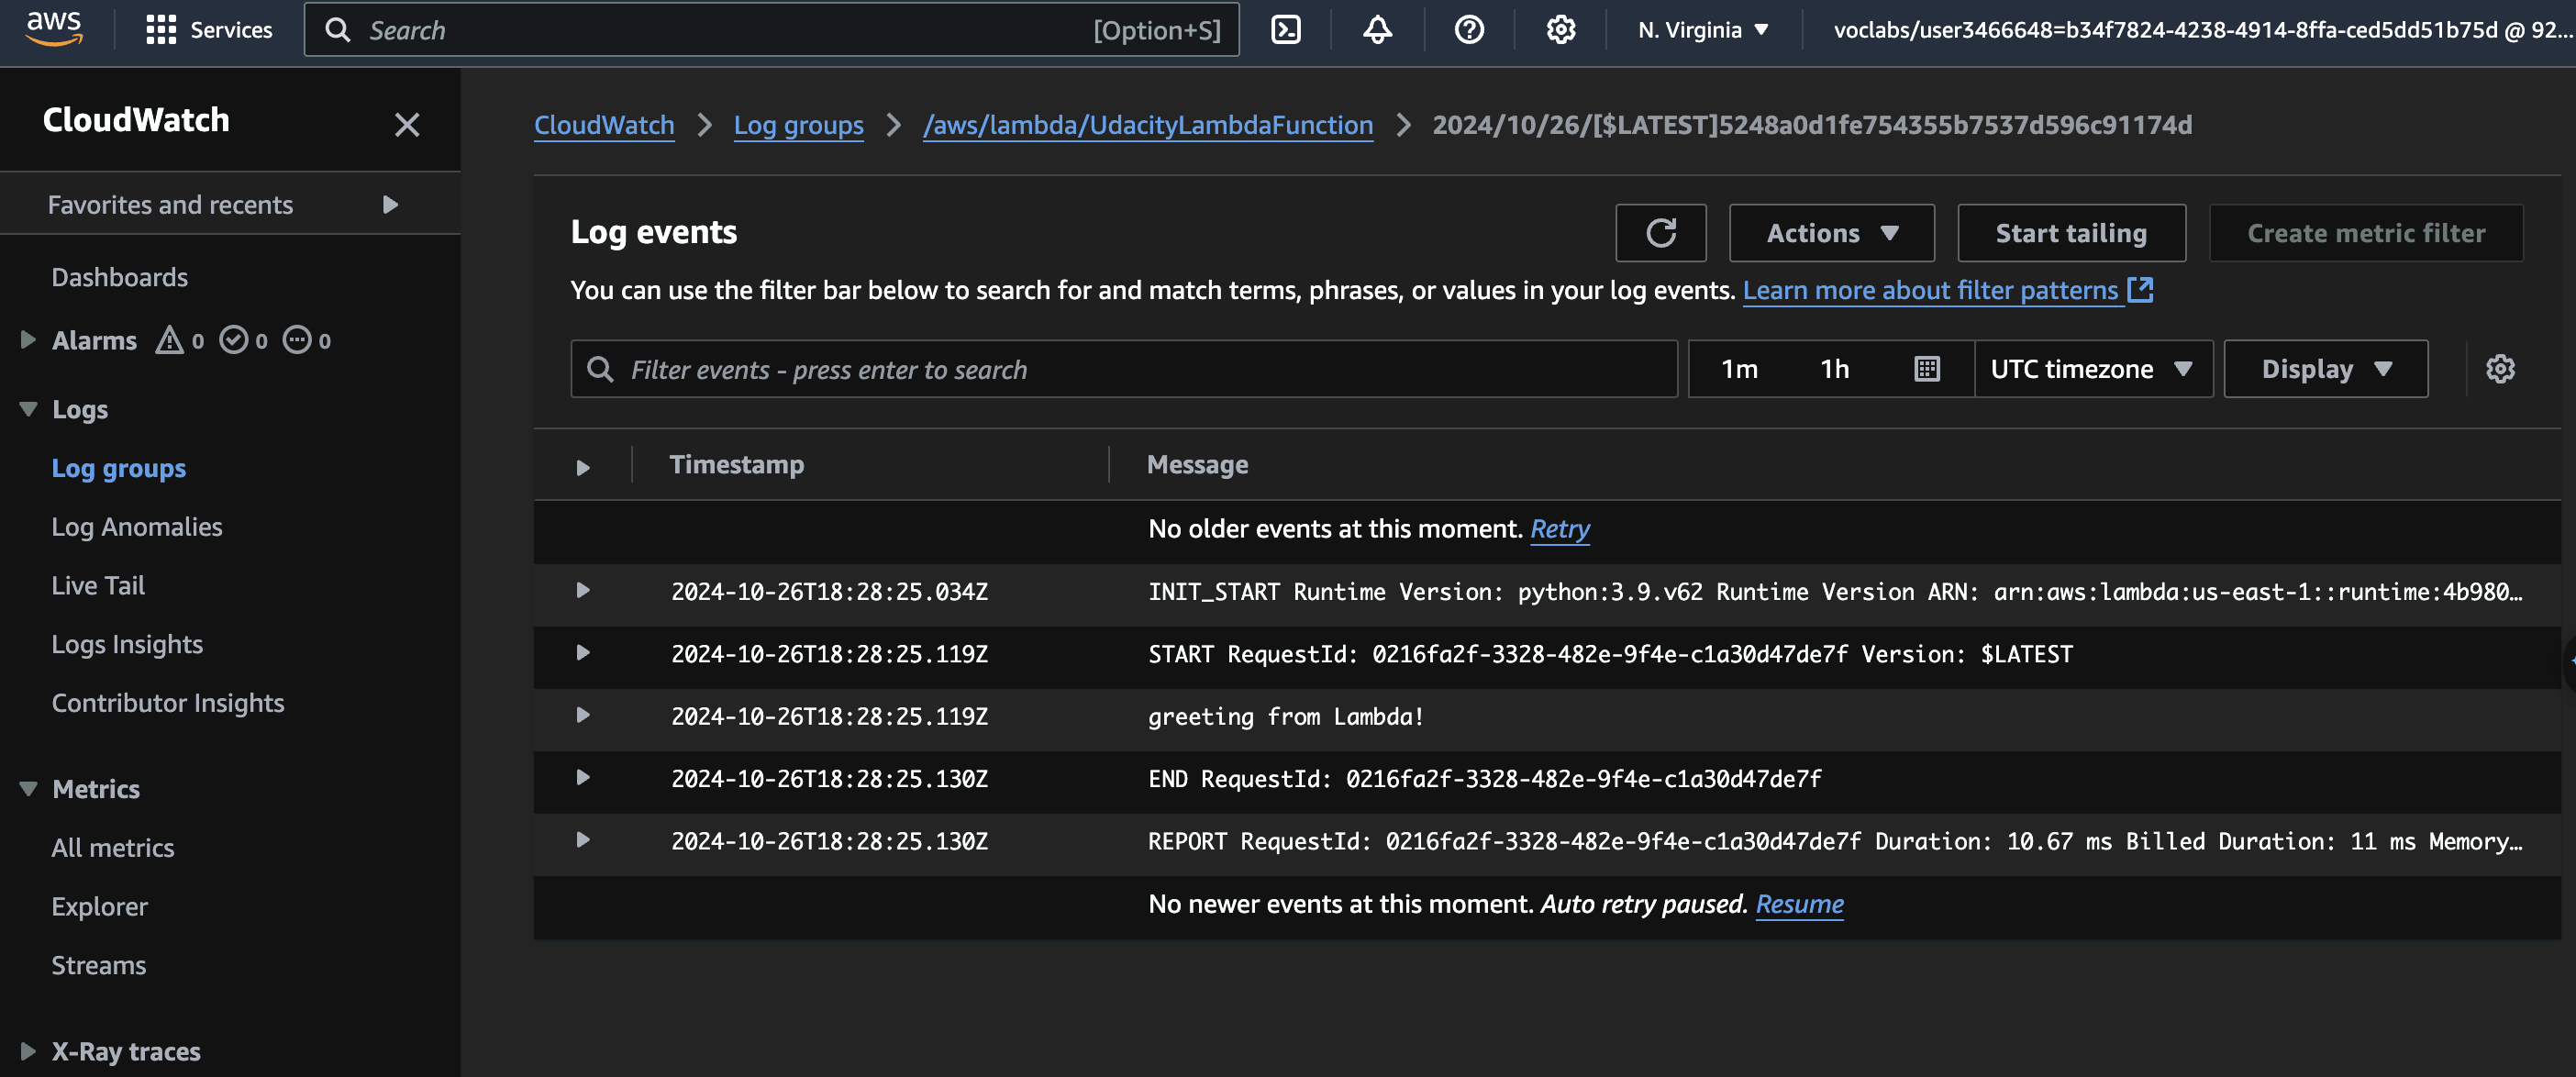 aws
Services
Search [Option+S]
N. Virginia
voclabs/user3466648=b34f7824-4238-4914-8ffa-ced5dd51b75d @ 92...
CloudWatch
Favorites and recents
Dashboards
Alarms 0 0 0
Logs
Log groups
Log Anomalies
Live Tail
Logs Insights
Contributor Insights
Metrics
All metrics
Explorer
Streams
X-Ray traces
CloudWatch > Log groups > /aws/lambda/UdacityLambdaFunction > 2024/10/26/[$LATEST]5248a0d1fe754355b7537d596c91174d
Log events
Actions
Start tailing
Create metric filter
You can use the filter bar below to search for and match terms, phrases, or values in your log events. Learn more about filter patterns
Filter events - press enter to search
1m 1h
UTC timezone
Display
Timestamp Message
No older events at this moment. Retry
2024-10-26T18:28:25.034Z INIT_START Runtime Version: python:3.9.v62 Runtime Version ARN: arn:aws:lambda:us-east-1::runtime:4b980...
2024-10-26T18:28:25.119Z START RequestId: 0216fa2f-3328-482e-9f4e-c1a30d47de7f Version: $LATEST
2024-10-26T18:28:25.119Z greeting from Lambda!
2024-10-26T18:28:25.130Z END RequestId: 0216fa2f-3328-482e-9f4e-c1a30d47de7f
2024-10-26T18:28:25.130Z REPORT RequestId: 0216fa2f-3328-482e-9f4e-c1a30d47de7f Duration: 10.67 ms Billed Duration: 11 ms Memory...
No newer events at this moment. Auto retry paused. Resume